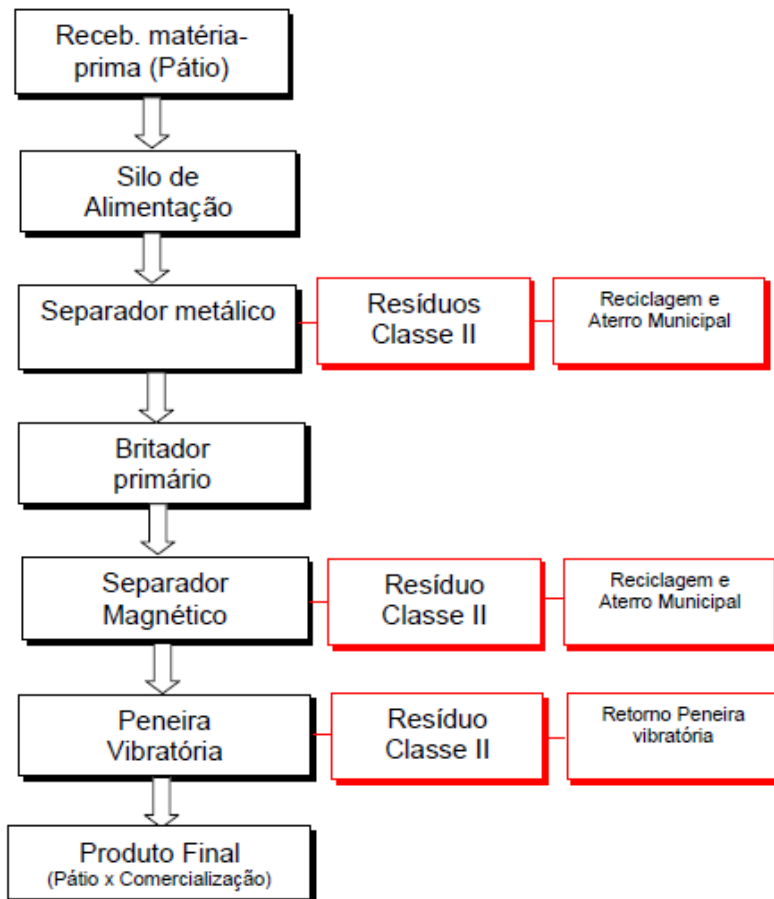 Receb. matéria-
prima (Pátio)
Silo de
Alimentação
Separador metálico
Resíduos
Classe II
Reciclagem e
Aterro Municipal
Britador
primário
Separador
Magnético
Resíduo
Classe II
Reciclagem e
Aterro Municipal
Peneira
Vibratória
Resíduo
Classe II
Retorno Peneira
vibratória
Produto Final
(Pátio x Comercialização)